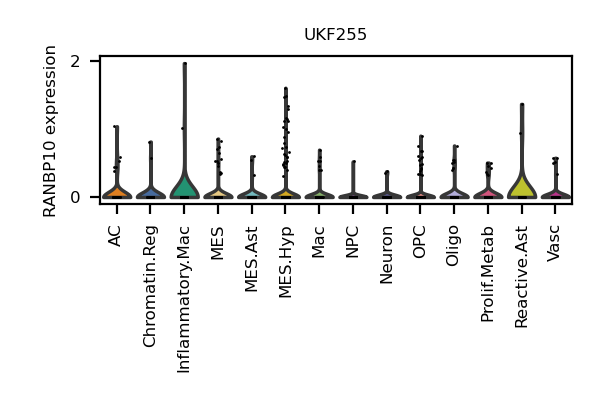 UKF255
RANBP10 expression
2
0
AC
Chromatin.Reg
Inflammatory.Mac
MES
MES.Ast
MES.Hyp
Mac
NPC
Neuron
OPC
Oligo
Prolif.Metab
Reactive.Ast
Vasc